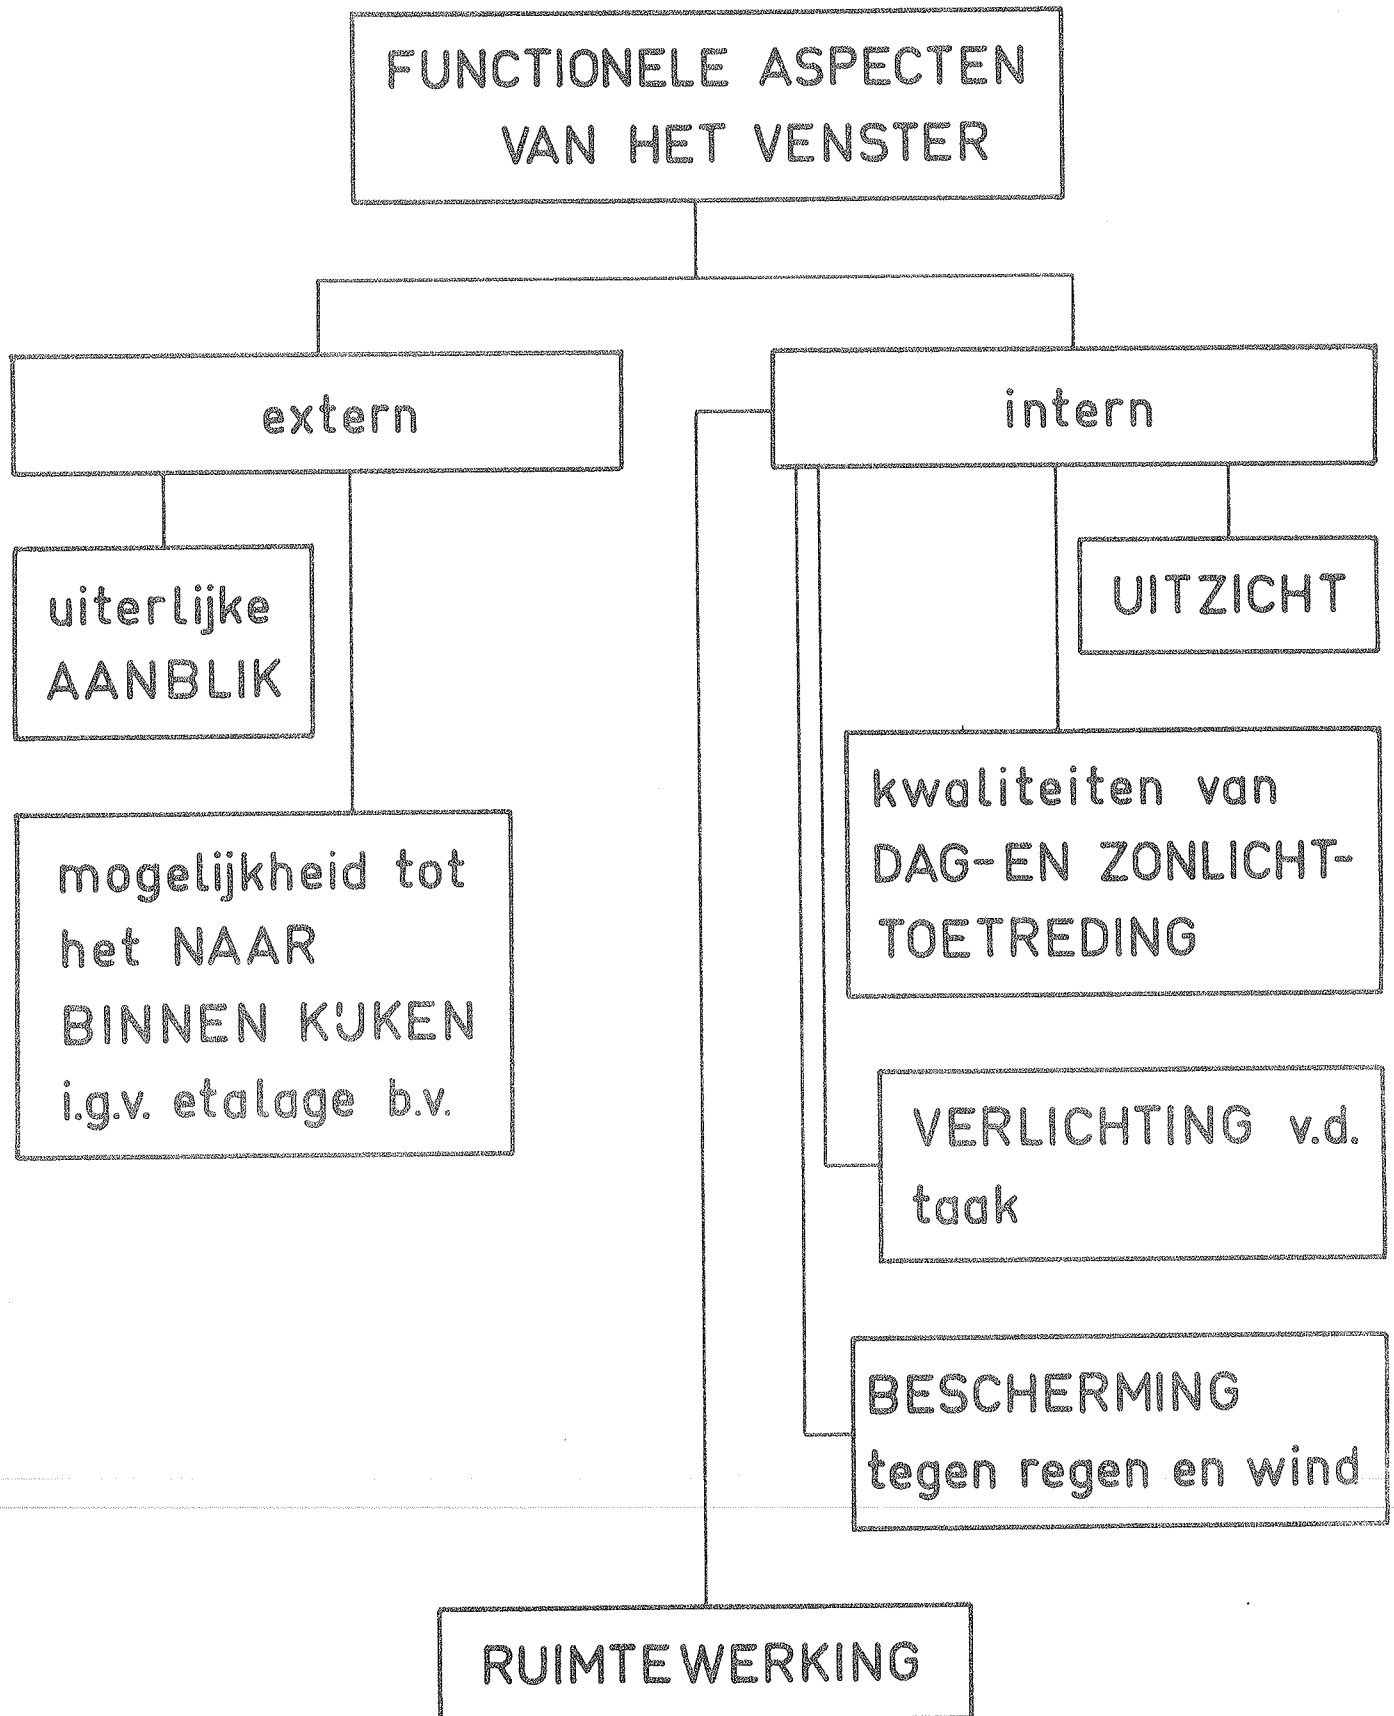 FUNCTIONELE ASPECTEN
VAN HET VENSTER
extern
intern
uiterlijke
AANBLIK
mogelijkheid tot
het NAAR
BINNEN KIJKEN
i.g.v. etalage b.v.
UITZICHT
kwaliteiten van
DAG-EN ZONLICHT-
TOETREDING
VERLICHTING v.d.
taak
BESCHERMING
tegen regen en wind
RUIMTEWERKING